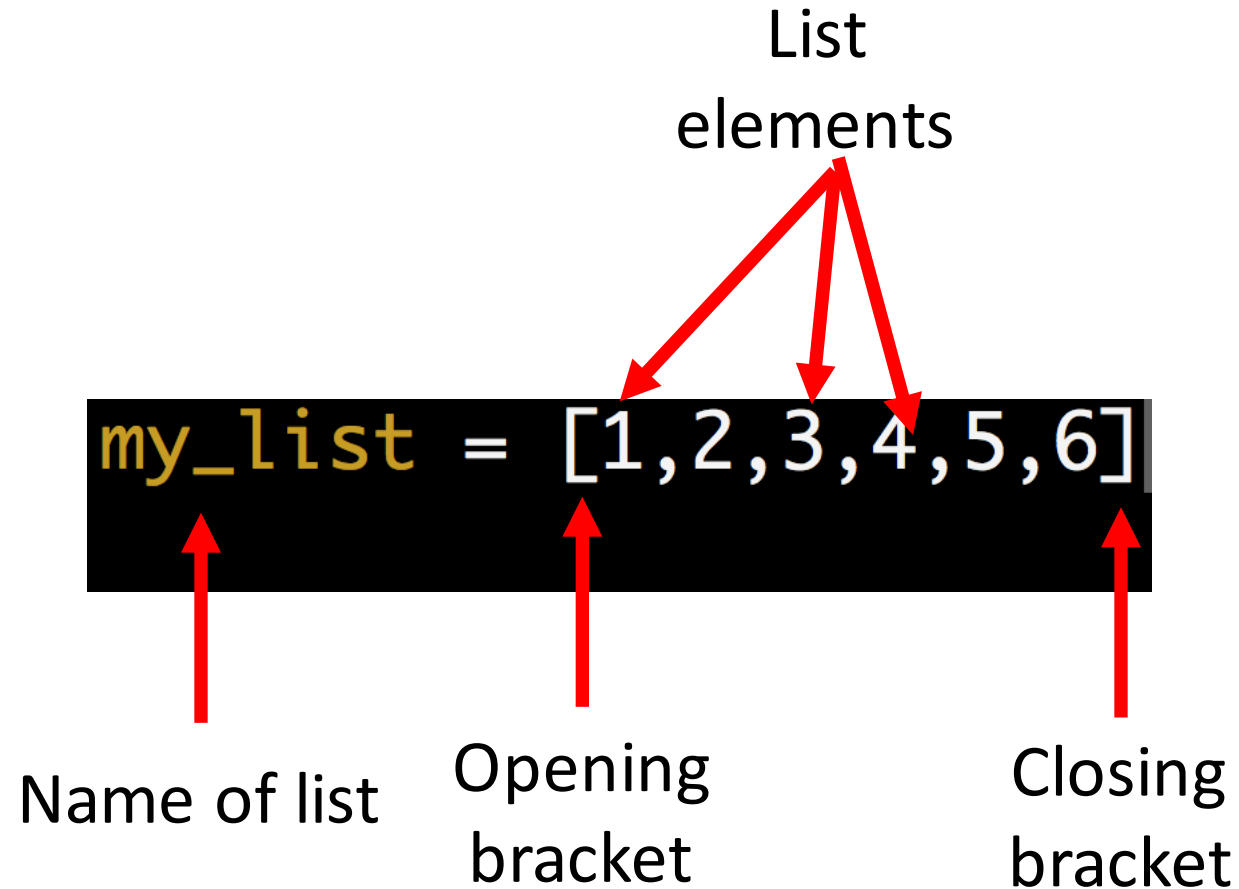 List
elements
my_list = [1,2,3,4,5,6]
Name of list
Opening
bracket
Closing
bracket